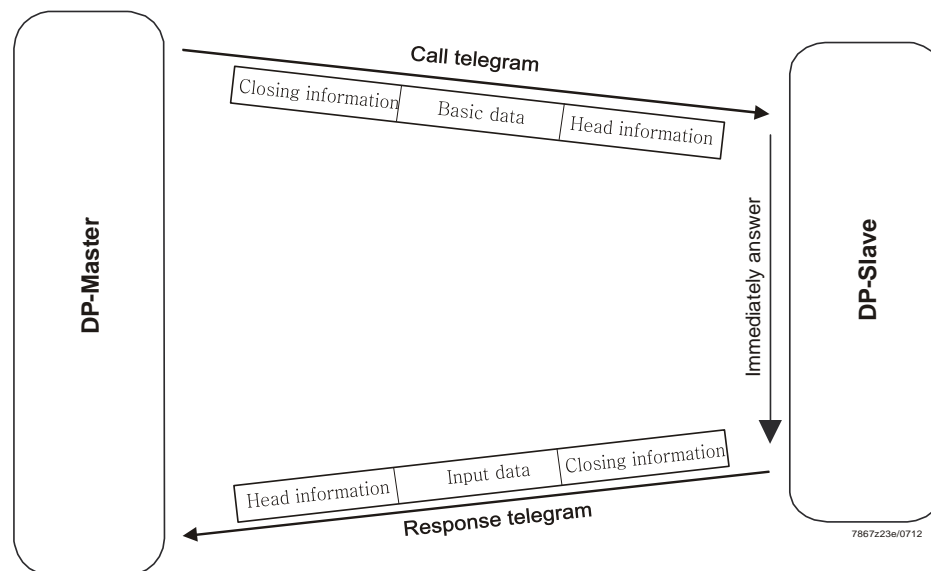 Call telegram
Closing information Basic data Head information
DP-Master
Immediately answer
DP-Slave
Head information Input data Closing information
Response telegram
7867z23e/0712